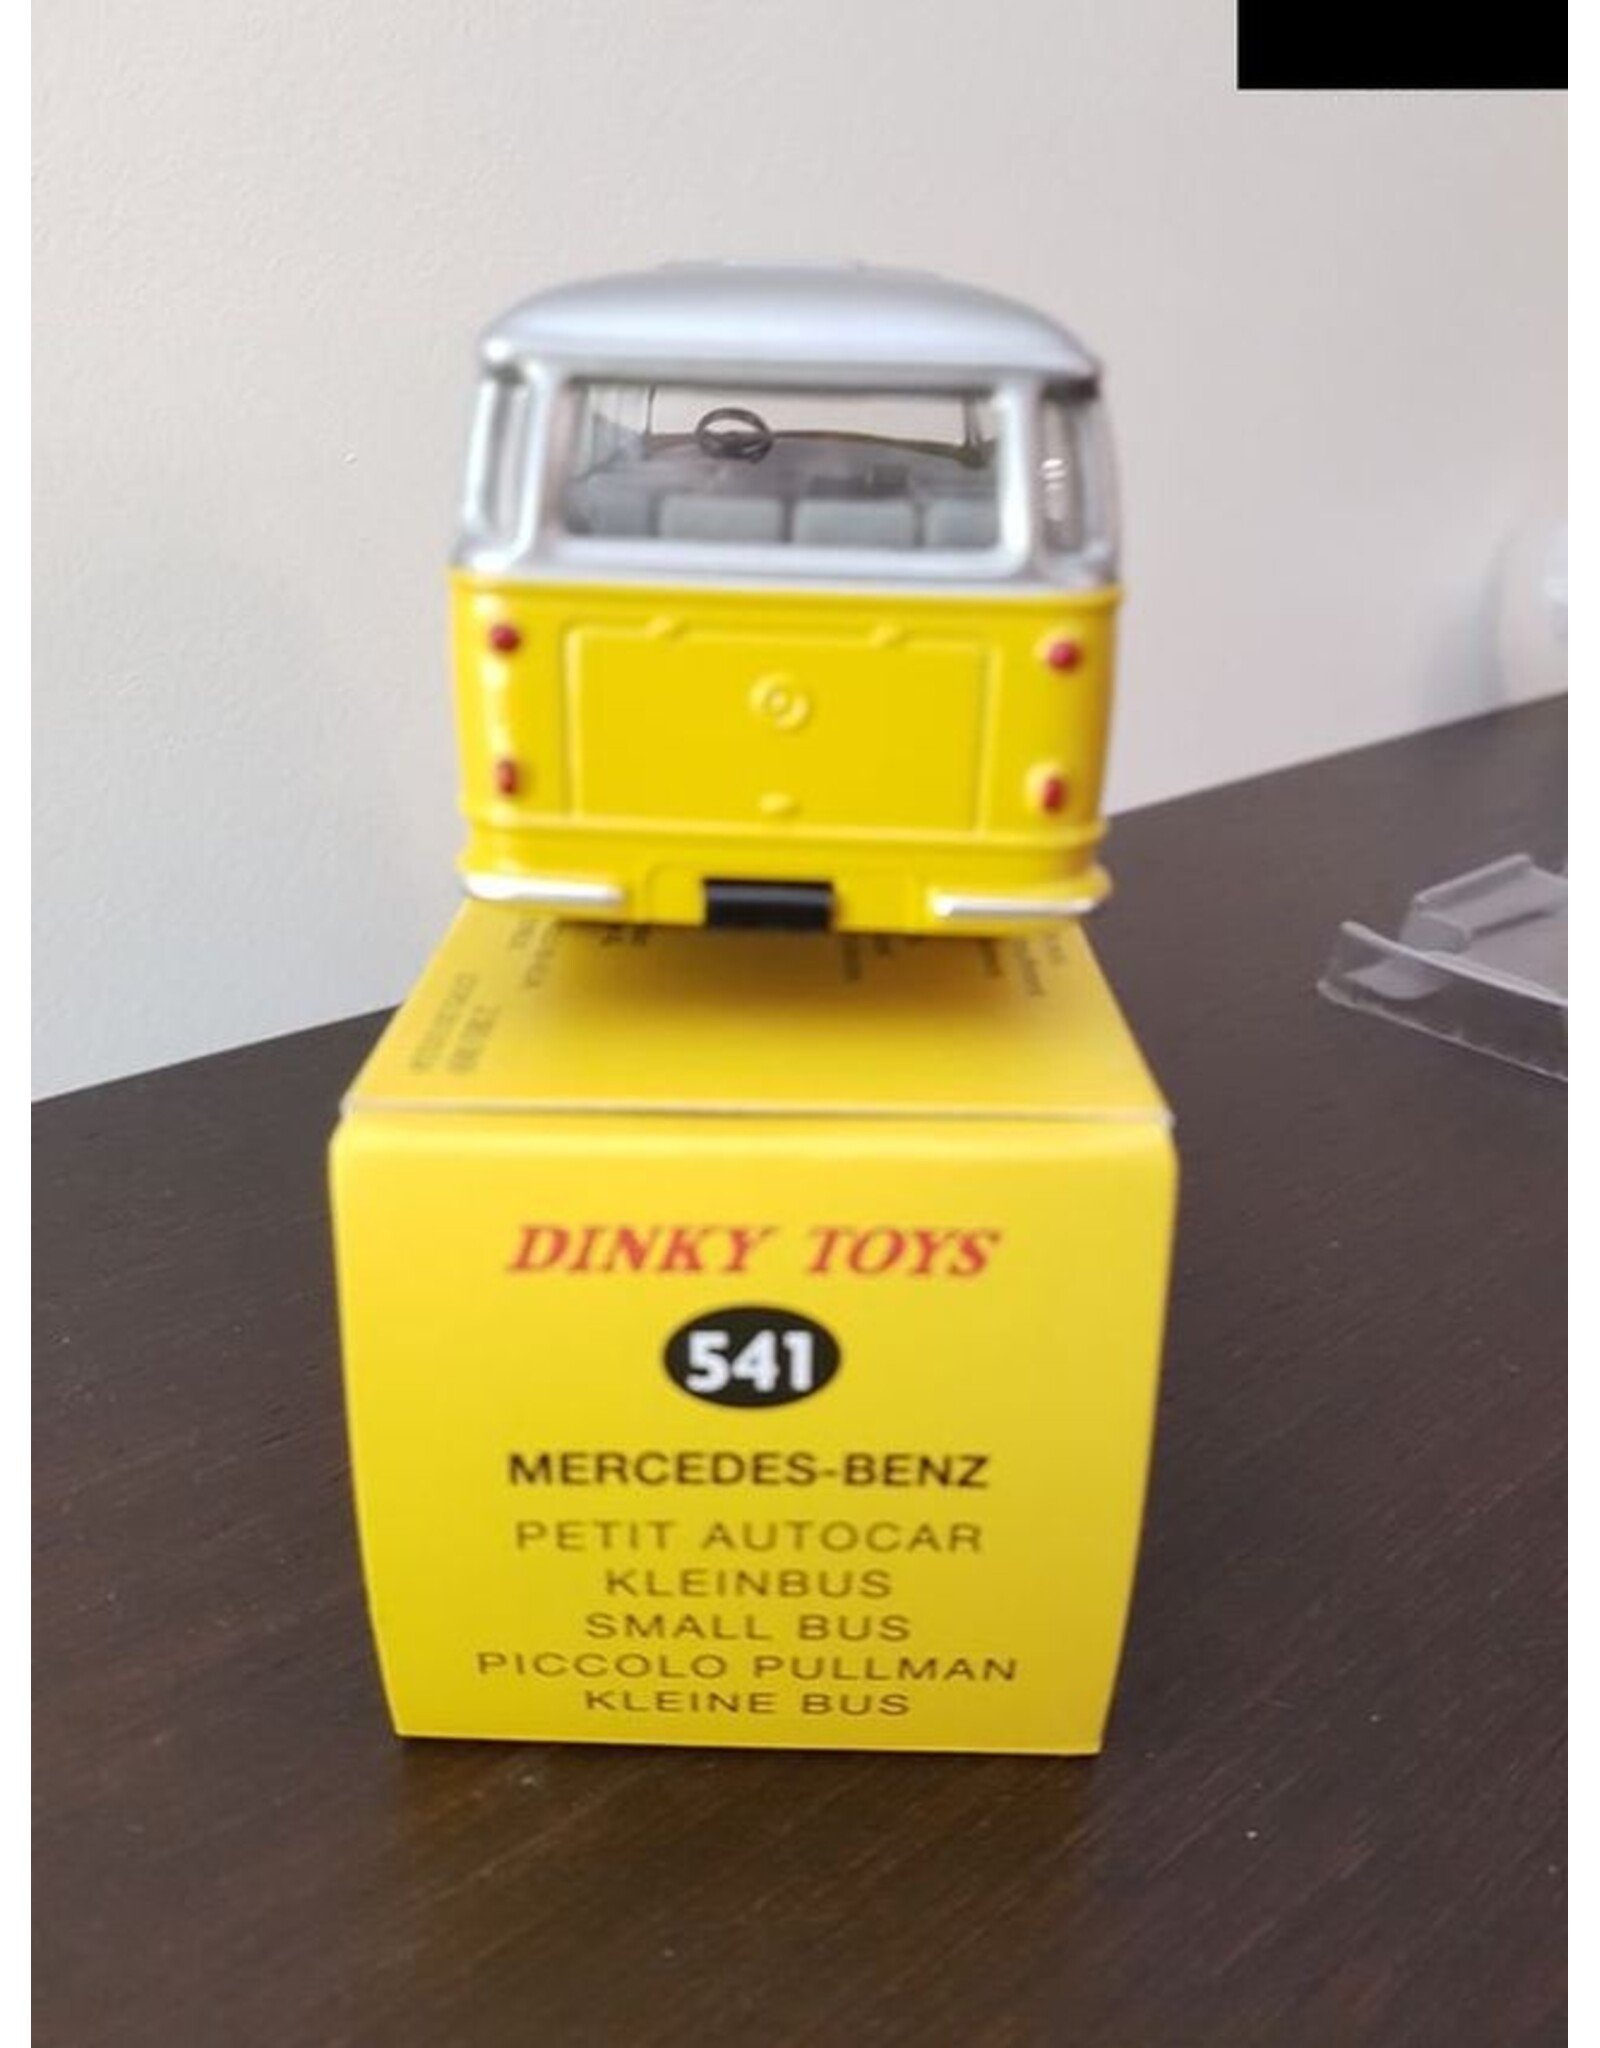 DINKY TOYS
541
MERCEDES-BENZ
PETIT AUTOCAR
KLEINBUS
SMALL BUS
PICCOLO PULLMAN
KLEINE BUS